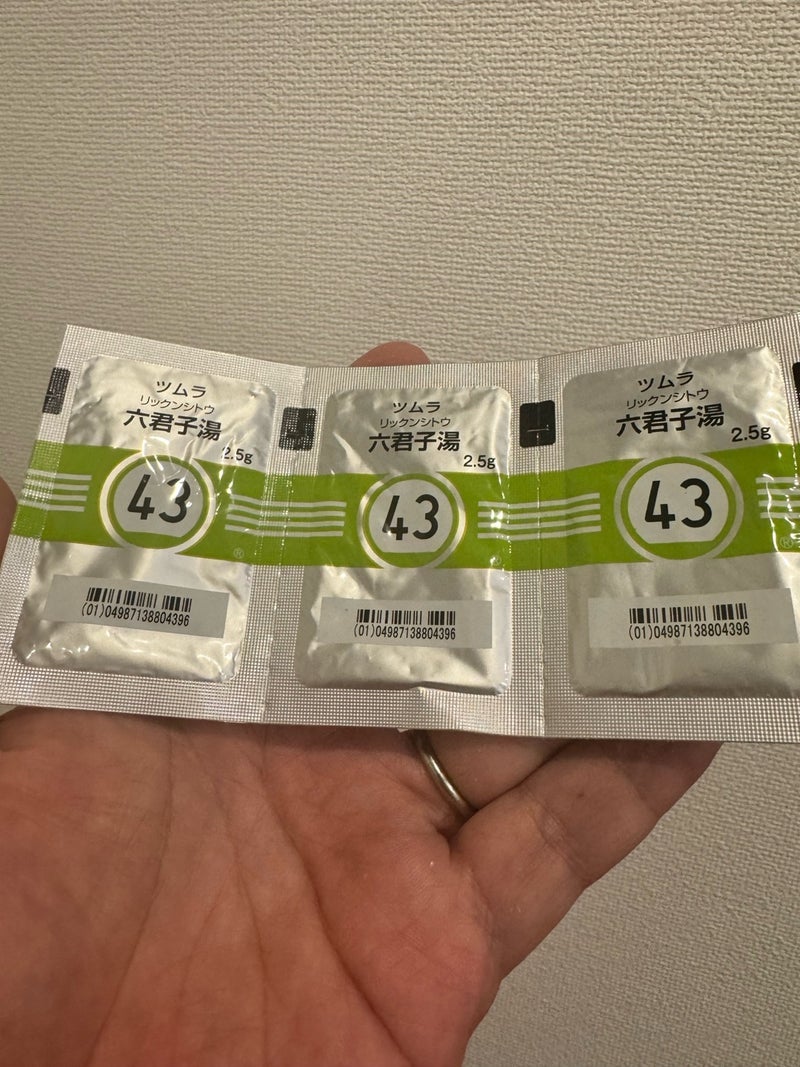 ツムラ
リックンシトウ
六君子湯
2.5g
43
®
(01)04987138804396
ツムラ
リックンシトウ
六君子湯
2.5g
43
(01)04987138804396
ツムラ
リックンシトウ
六君子湯
2.5g
43
®
(01)04987138804396